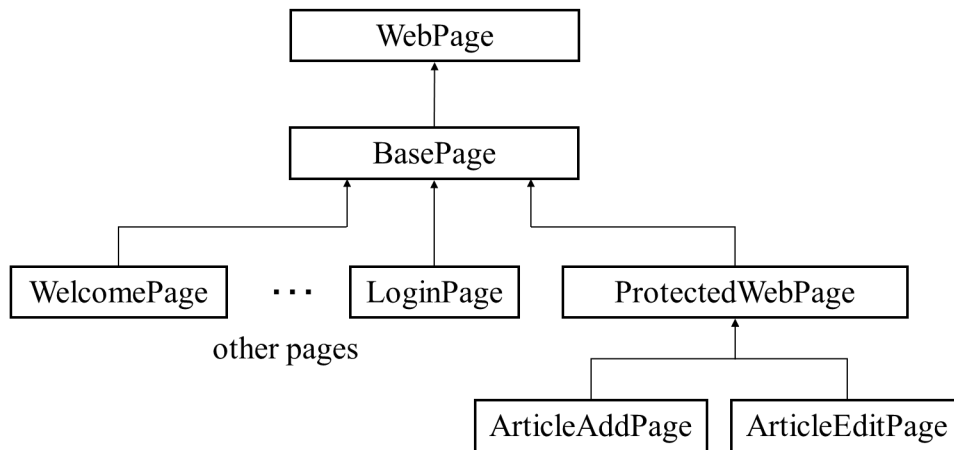 WebPage
BasePage
WelcomePage
...
LoginPage
ProtectedWebPage
other pages
ArticleAddPage
ArticleEditPage